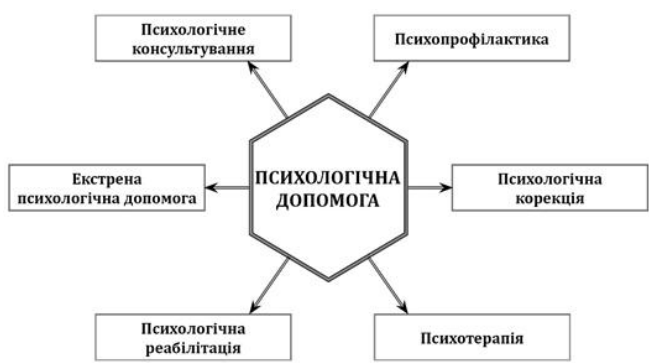 Психологічне
консультування
Психопрофілактика
Екстрена
психологічна допомога
ПСИХОЛОГІЧНА
ДОПОМОГА
Психологічна
корекція
Психологічна
реабілітація
Психотерапія